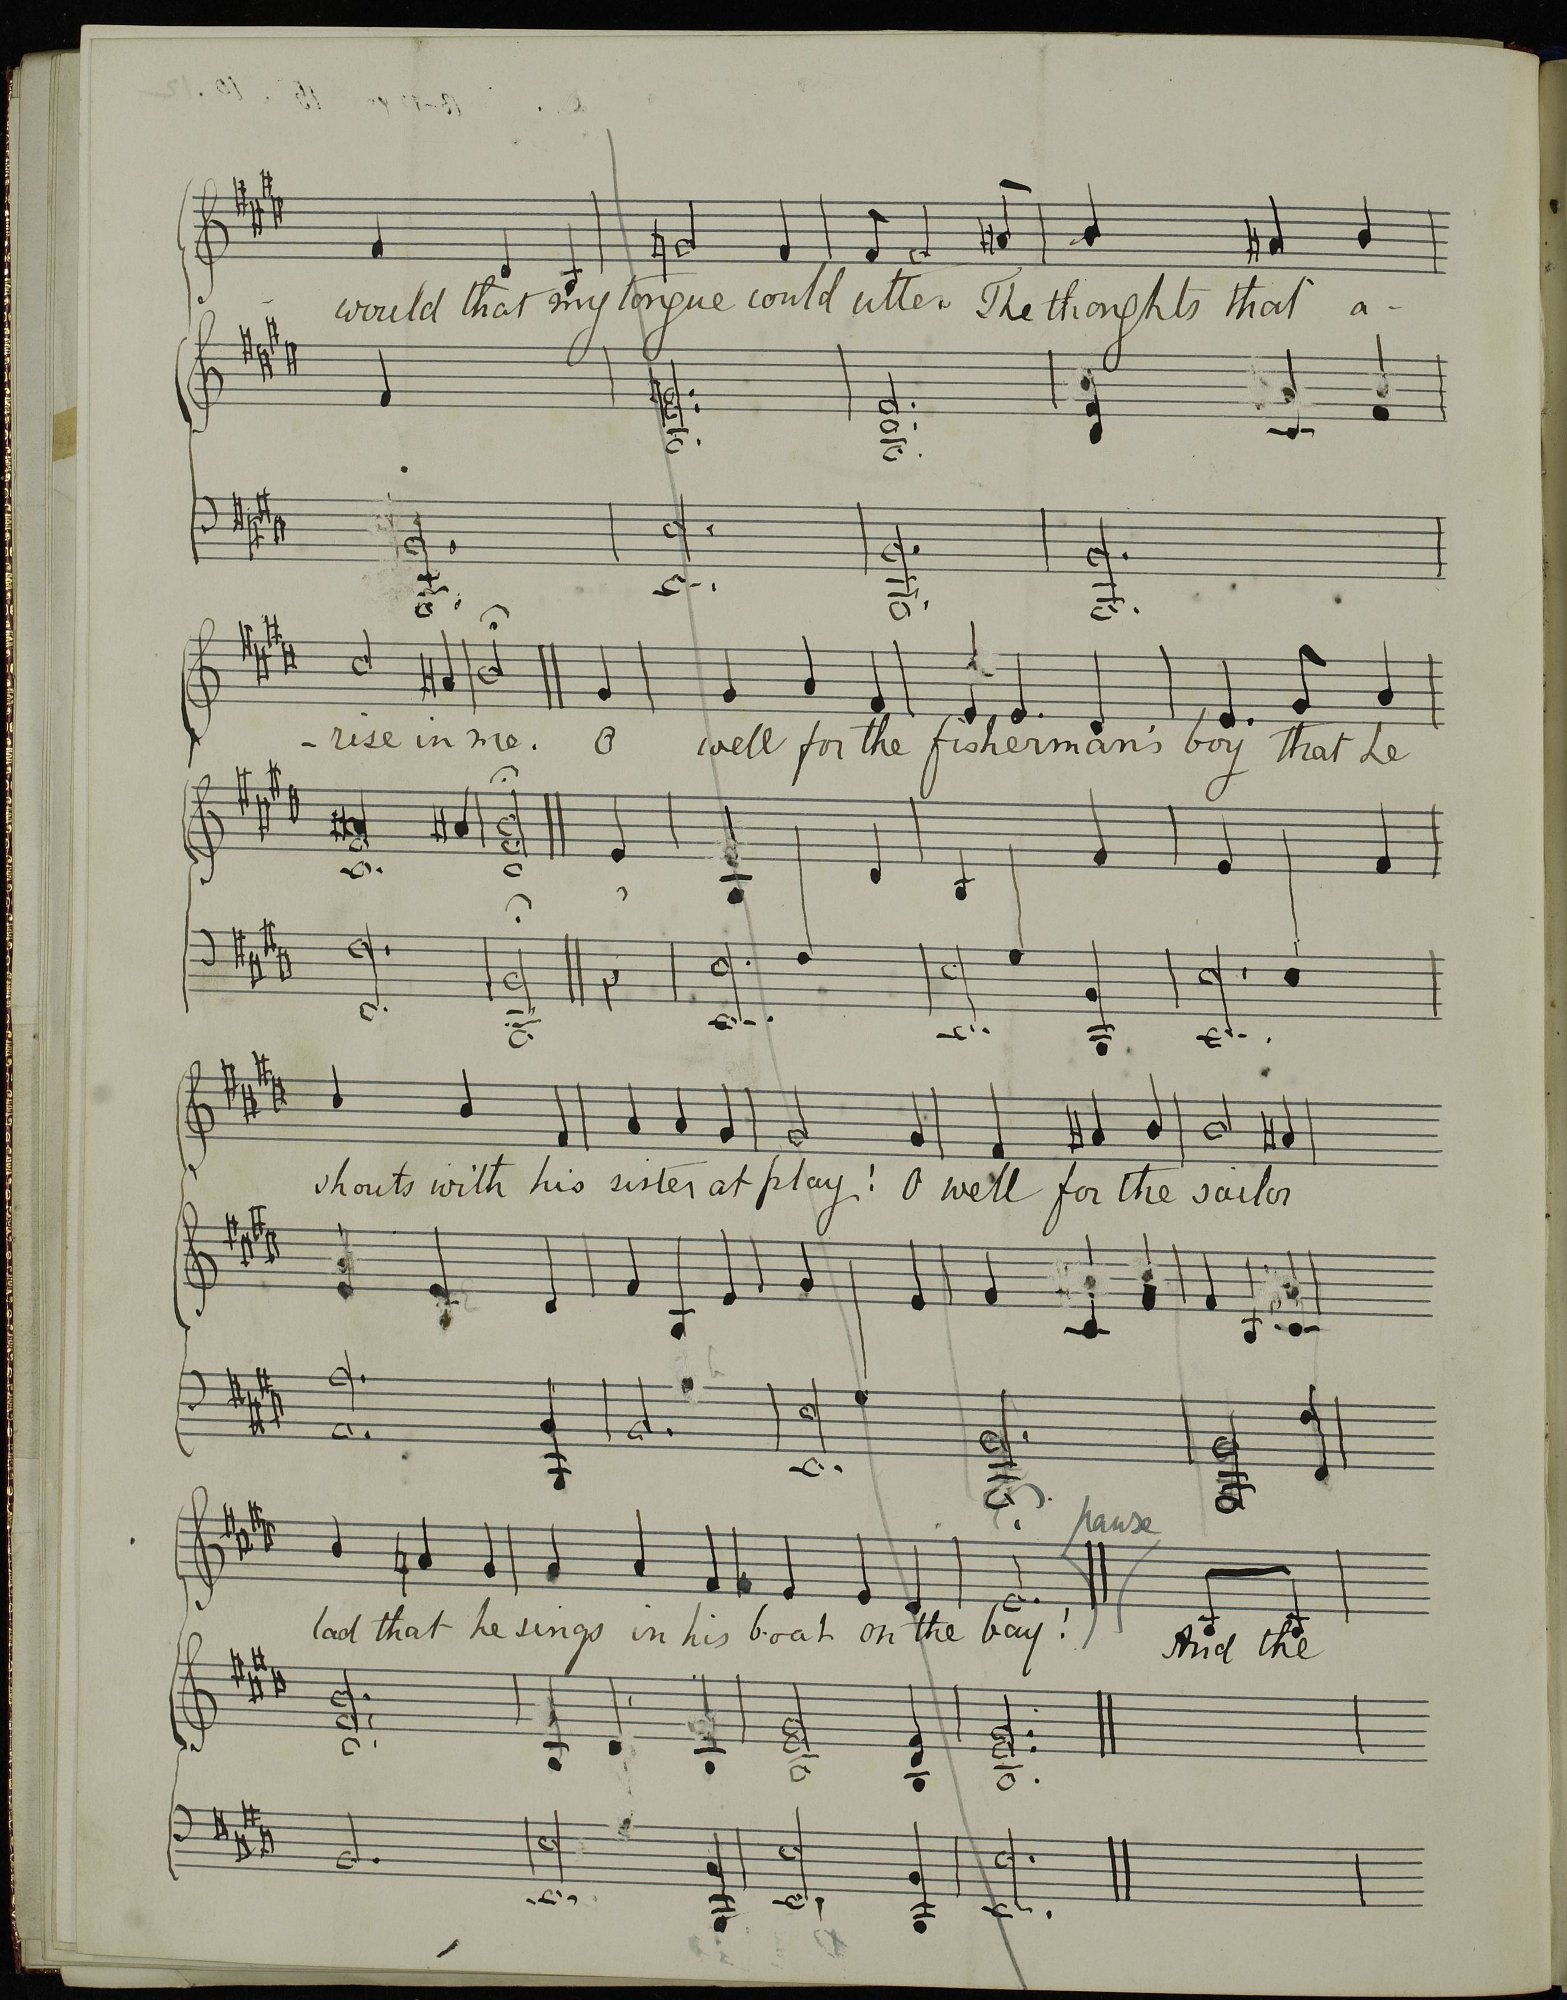 would that my tongue could utter The thoughts that a-
-rise in me. O well for the fisherman's boy that he
shouts with his sister at play! O well for the sailor
pause
lad that he sings in his boat on the bay! And the